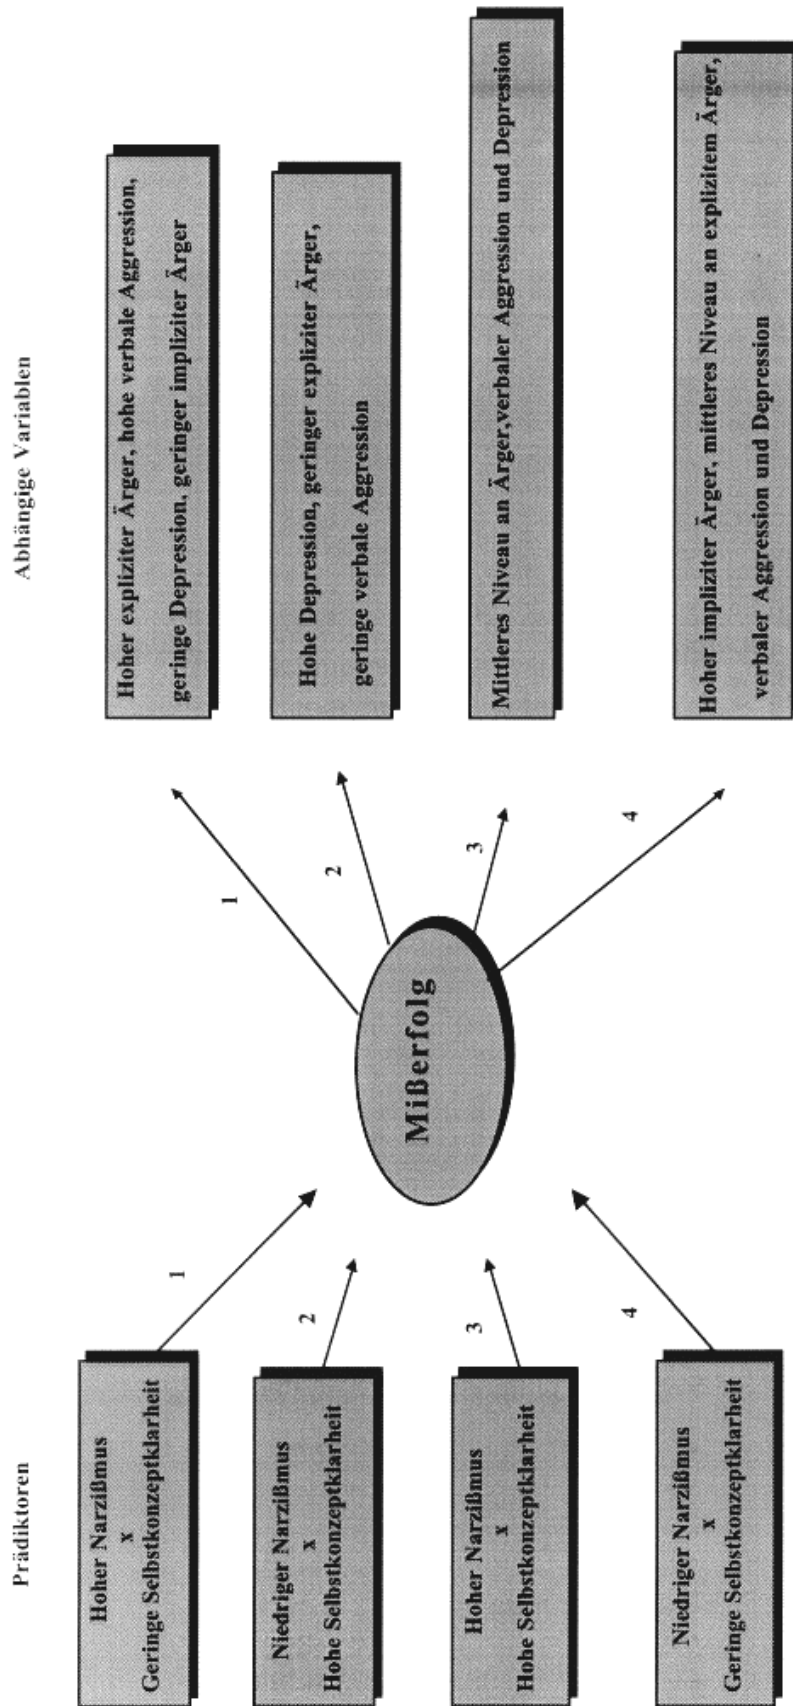 Prädiktoren
Abhängige Variablen
Hoher Narzißmus
x
Geringe Selbstkonzeptklarheit
1
1
Hoher expliziter Ärger, hohe verbale Aggression,
geringe Depression, geringer impliziter Ärger
Niedriger Narzißmus
x
Hohe Selbstkonzeptklarheit
2
2
Hohe Depression, geringer expliziter Ärger,
geringe verbale Aggression
Mißerfolg
Hoher Narzißmus
x
Hohe Selbstkonzeptklarheit
3
3
Mittleres Niveau an Ärger,verbaler Aggression und Depression
Niedriger Narzißmus
x
Geringe Selbstkonzeptklarheit
4
4
Hoher impliziter Ärger, mittleres Niveau an explizitem Ärger,
verbaler Aggression und Depression